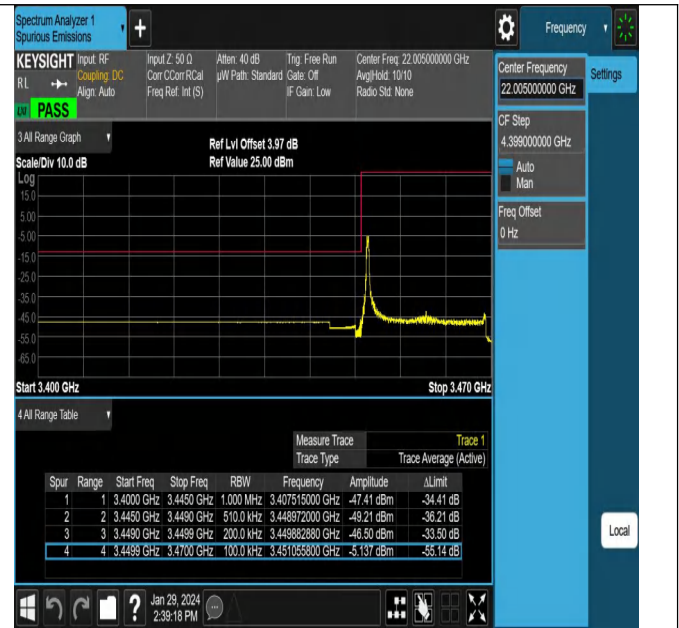 Spectrum Analyzer 1
Spurious Emissions
Frequency
KEYSIGHT Input: RF Input Z: 50 Ω Atten: 40 dB Trig: Free Run Center Freq: 22.005000000 GHz
RL Coupling: DC Corr CCorr RCal µW Path: Standard Gate: Off Avg|Hold: 10/10
Align: Auto Freq Ref: Int (S) IF Gain: Low Radio Std: None
PASS
Center Frequency
22.005000000 GHz
Settings
CF Step
4.399000000 GHz
Auto
Man
Freq Offset
0 Hz
3 All Range Graph
Ref Lvl Offset 3.97 dB
Scale/Div 10.0 dB Ref Value 25.00 dBm
Log
15.0
5.00
-5.00
-15.0
-25.0
-35.0
-45.0
-55.0
-65.0
Start 3.400 GHz Stop 3.470 GHz
4 All Range Table
Measure Trace Trace 1
Trace Type Trace Average (Active)
Spur Range Start Freq Stop Freq RBW Frequency Amplitude ΔLimit
1 1 3.4000 GHz 3.4450 GHz 1.000 MHz 3.407515000 GHz -47.41 dBm -34.41 dB
2 2 3.4450 GHz 3.4490 GHz 510.0 kHz 3.448972000 GHz -49.21 dBm -36.21 dB
3 3 3.4490 GHz 3.4499 GHz 200.0 kHz 3.449882880 GHz -46.50 dBm -33.50 dB
4 4 3.4499 GHz 3.4700 GHz 100.0 kHz 3.451055800 GHz -5.137 dBm -55.14 dB
Local
Jan 29, 2024
2:39:18 PM